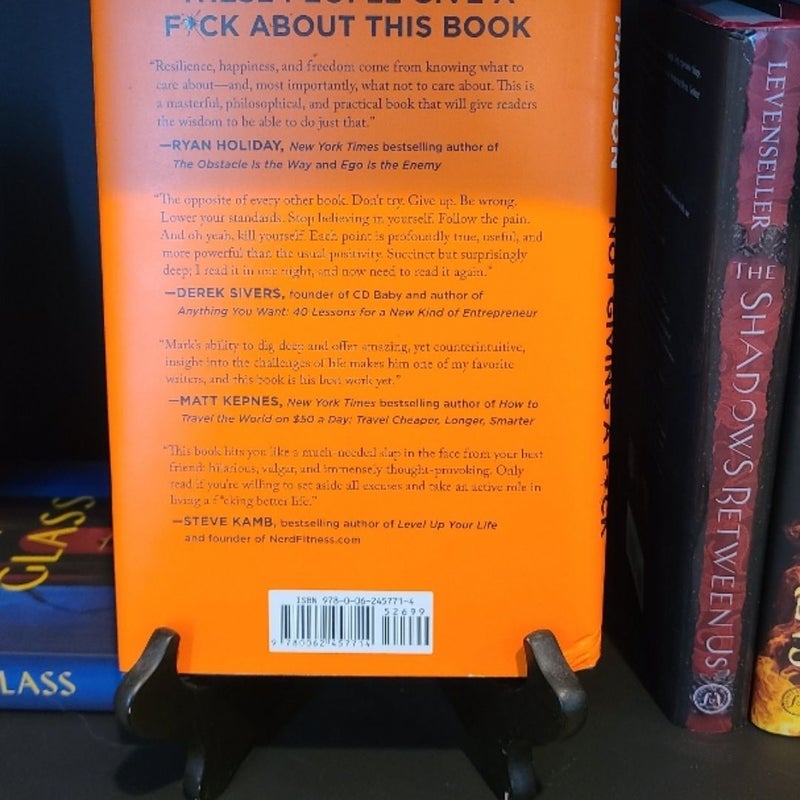 THESE PEOPLE GIVE A
F*CK ABOUT THIS BOOK
"Resilience, happiness, and freedom come from knowing what to
care about—and, most importantly, what not to care about. This is
a masterful, philosophical, and practical book that will give readers
the wisdom to be able to do just that."
—RYAN HOLIDAY, New York Times bestselling author of
The Obstacle Is the Way and Ego Is the Enemy
"The opposite of every other book. Don't try. Give up. Be wrong.
Lower your standards. Stop believing in yourself. Follow the pain.
And oh yeah, kill yourself. Each point is profoundly true, useful, and
more powerful than the usual positivity. Succinct but surprisingly
deep; I read it in one night, and now need to read it again."
—DEREK SIVERS, founder of CD Baby and author of
Anything You Want: 40 Lessons for a New Kind of Entrepreneur
"Mark's ability to dig deep and offer amazing, yet counterintuitive,
insight into the challenges of life makes him one of my favorite
writers, and this book is his best work yet."
—MATT KEPNES, New York Times bestselling author of How to
Travel the World on $50 a Day: Travel Cheaper, Longer, Smarter
"This book hits you like a much-needed slap in the face from your best
friend: hilarious, vulgar, and immensely thought-provoking. Only
read if you're willing to set aside all excuses and take an active role in
living a f*cking better life."
—STEVE KAMB, bestselling author of Level Up Your Life
and founder of NerdFitness.com
ISBN 978-0-06-245771-4
52699
9 780062 457714
MANSON
NOT GIVING A F*CK
LEVENSELLER
THE SHADOWS BETWEEN US
GLASS
LASS